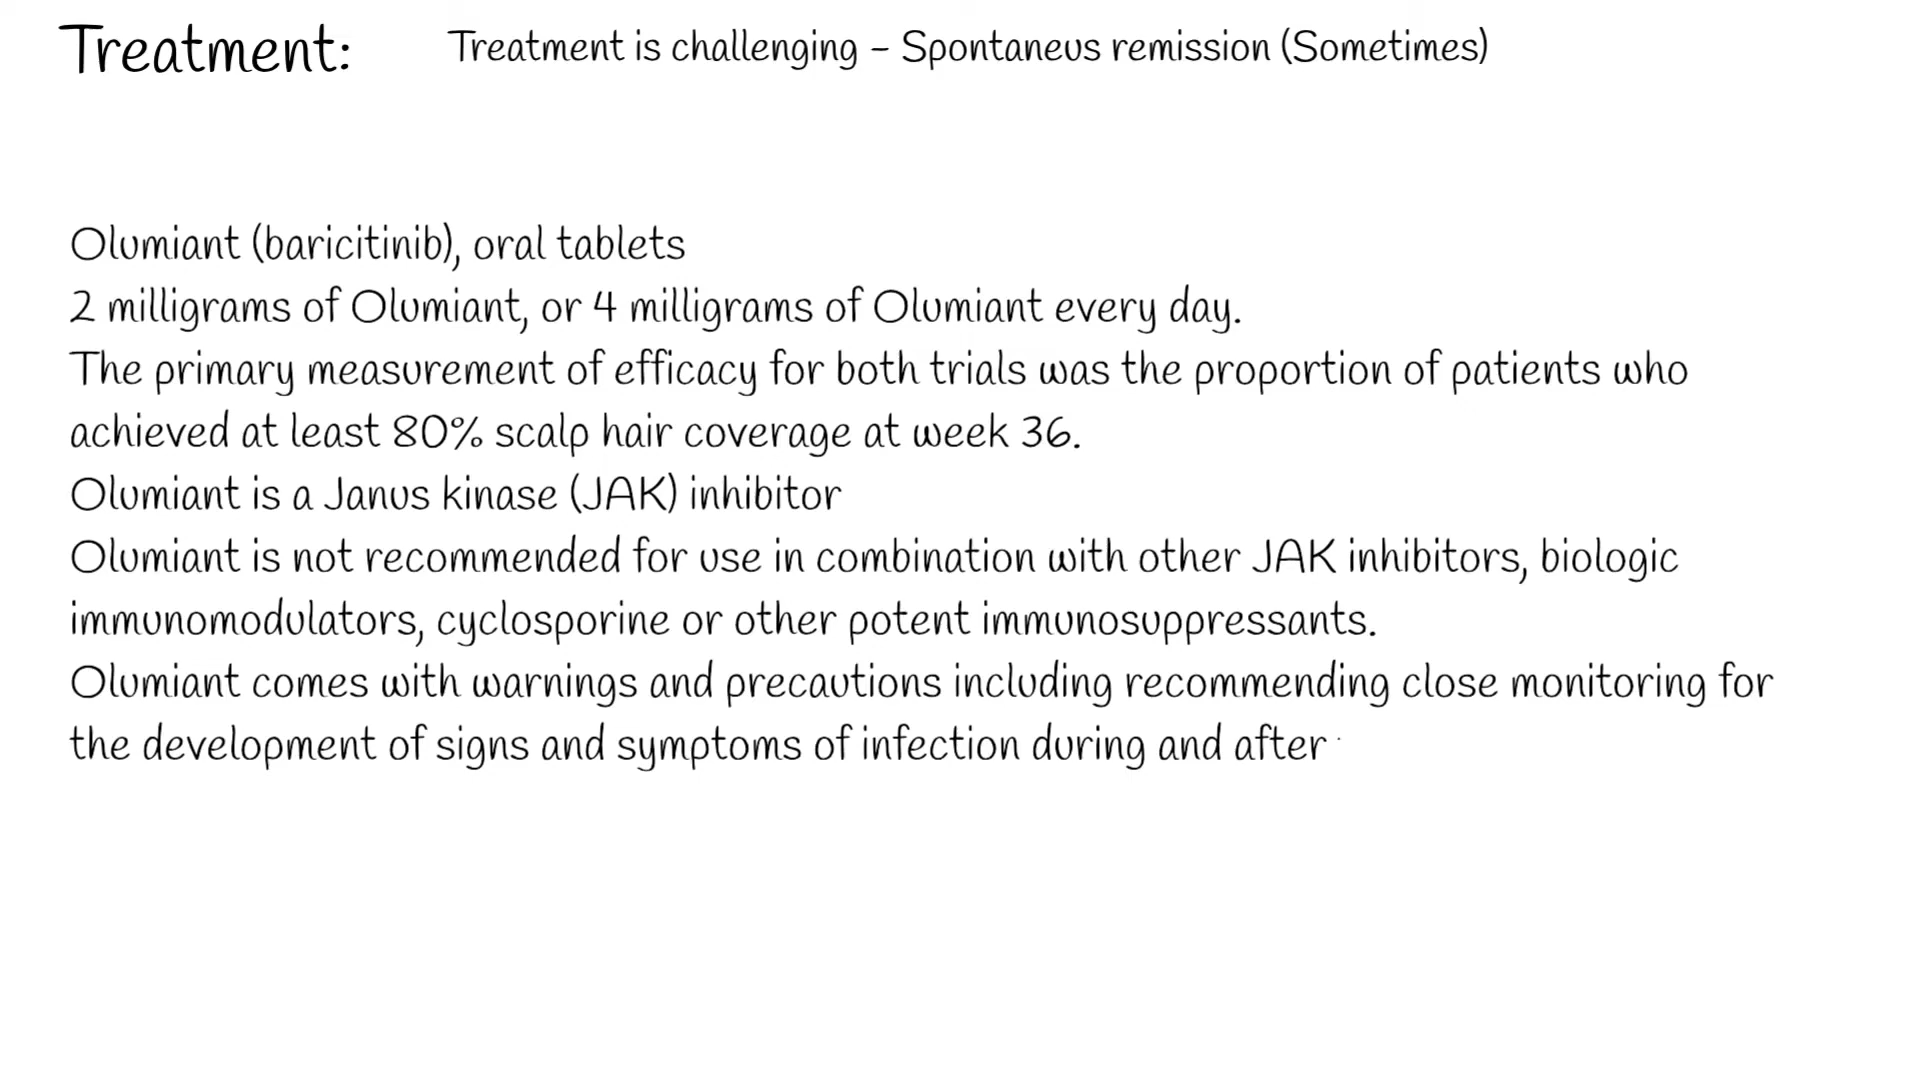 Treatment: Treatment is challenging - Spontaneus remission (Sometimes)
Olumiant (baricitinib), oral tablets
2 milligrams of Olumiant, or 4 milligrams of Olumiant every day.
The primary measurement of efficacy for both trials was the proportion of patients who
achieved at least 80% scalp hair coverage at week 36.
Olumiant is a Janus kinase (JAK) inhibitor
Olumiant is not recommended for use in combination with other JAK inhibitors, biologic
immunomodulators, cyclosporine or other potent immunosuppressants.
Olumiant comes with warnings and precautions including recommending close monitoring for
the development of signs and symptoms of infection during and after